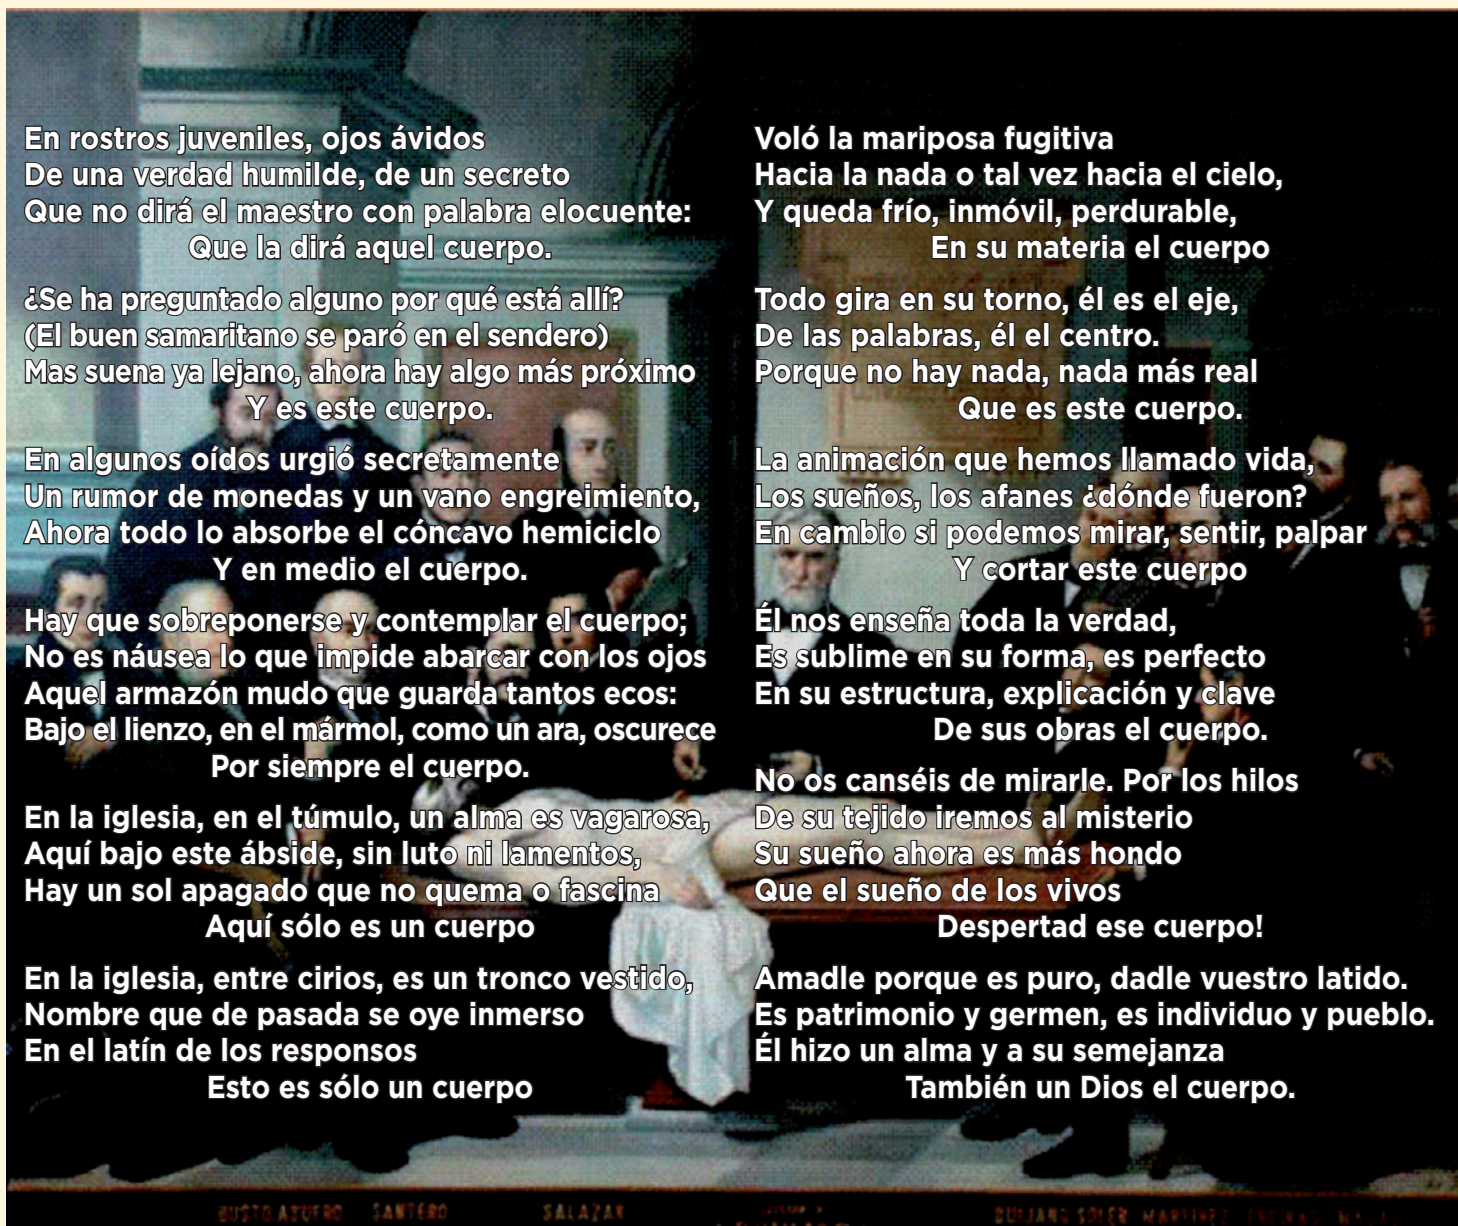 En rostros juveniles, ojos ávidos
De una verdad humilde, de un secreto
Que no dirá el maestro con palabra elocuente:
Que la dirá aquel cuerpo.
¿Se ha preguntado alguno por qué está allí?
(El buen samaritano se paró en el sendero)
Mas suena ya lejano, ahora hay algo más próximo
Y es este cuerpo.
En algunos oídos urgió secretamente
Un rumor de monedas y un vano engreimiento,
Ahora todo lo absorbe el cóncavo hemiciclo
Y en medio el cuerpo.
Hay que sobreponerse y contemplar el cuerpo;
No es náusea lo que impide abarcar con los ojos
Aquel armazón mudo que guarda tantos ecos:
Bajo el lienzo, en el mármol, como un ara, oscurece
Por siempre el cuerpo.
En la iglesia, en el túmulo, un alma es vagarosa,
Aquí bajo este ábside, sin luto ni lamentos,
Hay un sol apagado que no quema o fascina
Aquí sólo es un cuerpo
En la iglesia, entre cirios, es un tronco vestido,
Nombre que de pasada se oye inmerso
En el latín de los responsos
Esto es sólo un cuerpo
Voló la mariposa fugitiva
Hacia la nada o tal vez hacia el cielo,
Y queda frío, inmóvil, perdurable,
En su materia el cuerpo
Todo gira en su torno, él es el eje,
De las palabras, él el centro.
Porque no hay nada, nada más real
Que es este cuerpo.
La animación que hemos llamado vida,
Los sueños, los afanes ¿dónde fueron?
En cambio si podemos mirar, sentir, palpar
Y cortar este cuerpo
Él nos enseña toda la verdad,
Es sublime en su forma, es perfecto
En su estructura, explicación y clave
De sus obras el cuerpo.
No os canséis de mirarle. Por los hilos
De su tejido iremos al misterio
Su sueño ahora es más hondo
Que el sueño de los vivos
Despertad ese cuerpo!
Amadle porque es puro, dadle vuestro latido.
Es patrimonio y germen, es individuo y pueblo.
Él hizo un alma y a su semejanza
También un Dios el cuerpo.
SANTERO SALAZAR SOLER MARTINEZ